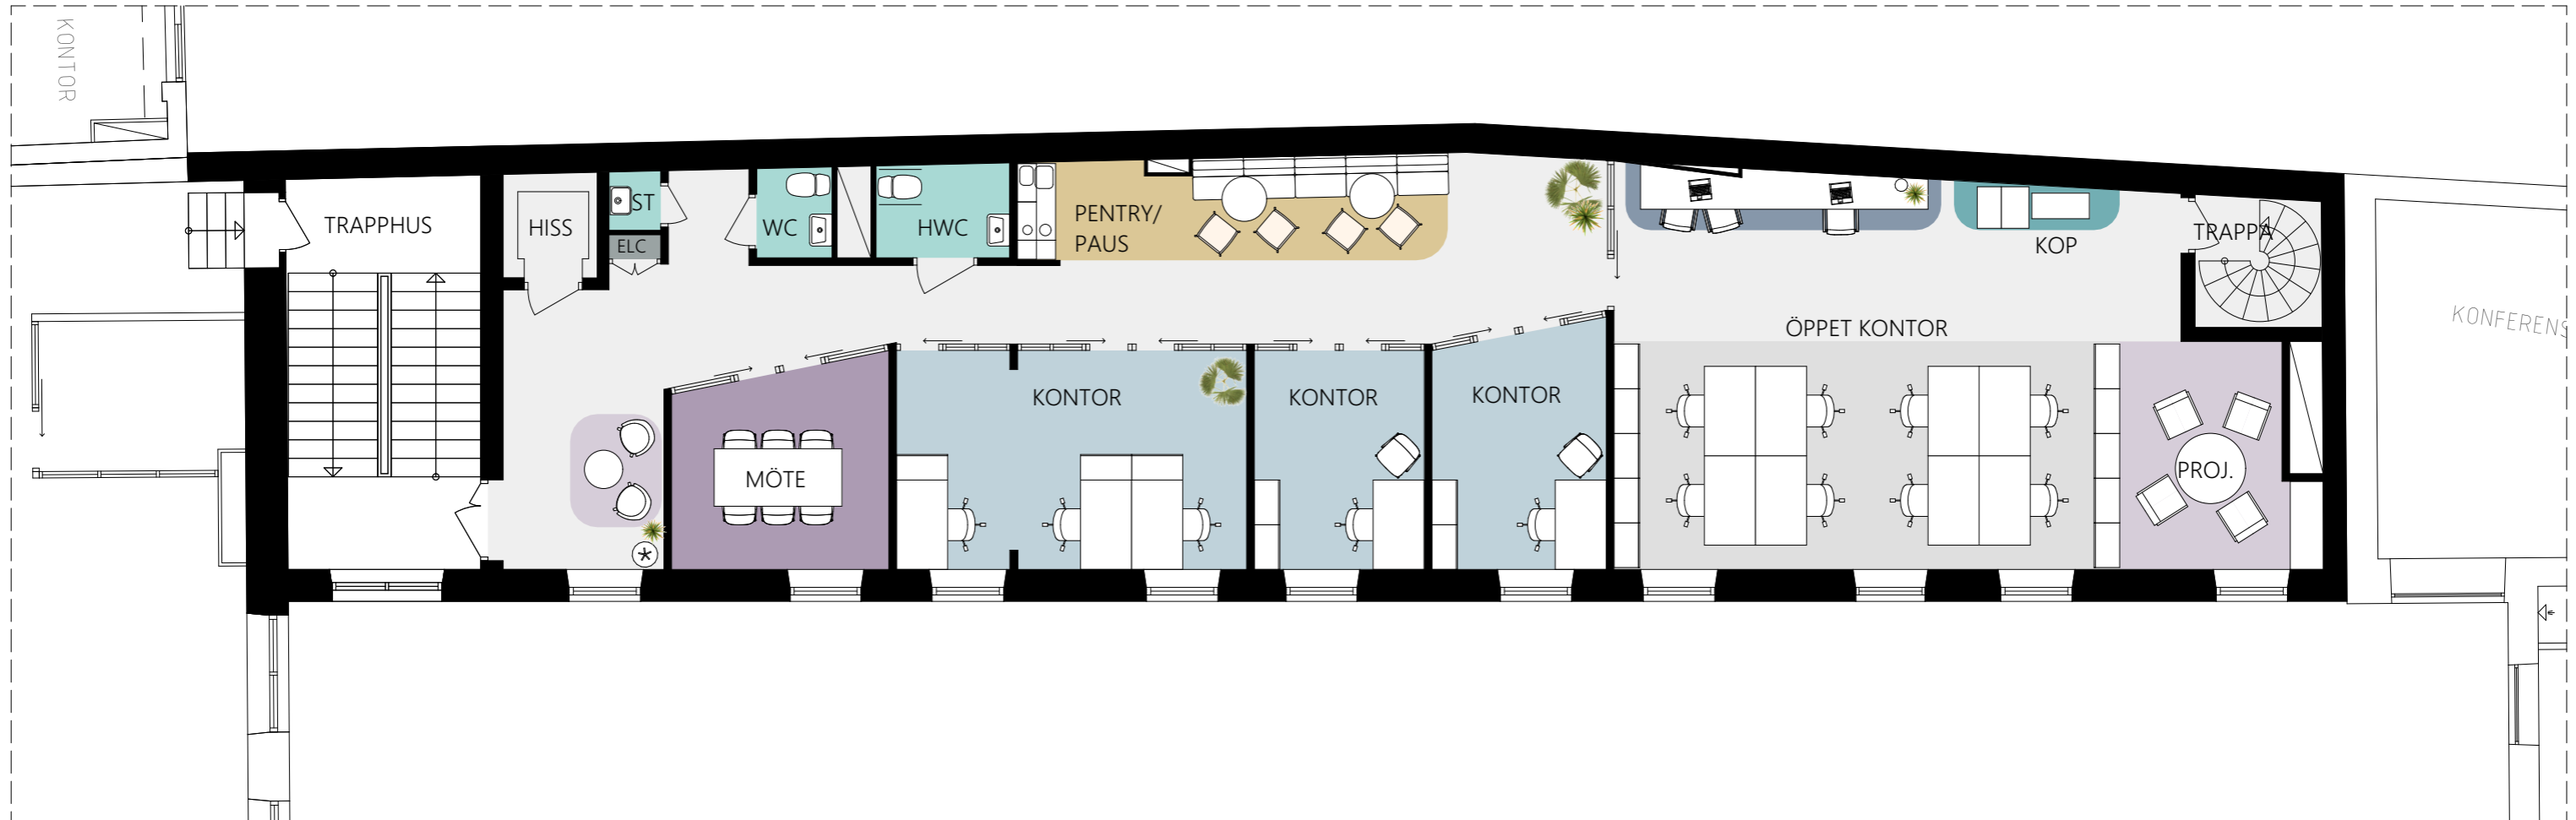 KONTOR
TRAPPHUS
HISS
ST
ELC
WC
HWC
PENTRY/
PAUS
KOP
TRAPPA
ÖPPET KONTOR
KONFERENS
KONTOR
KONTOR
KONTOR
MÖTE
PROJ.